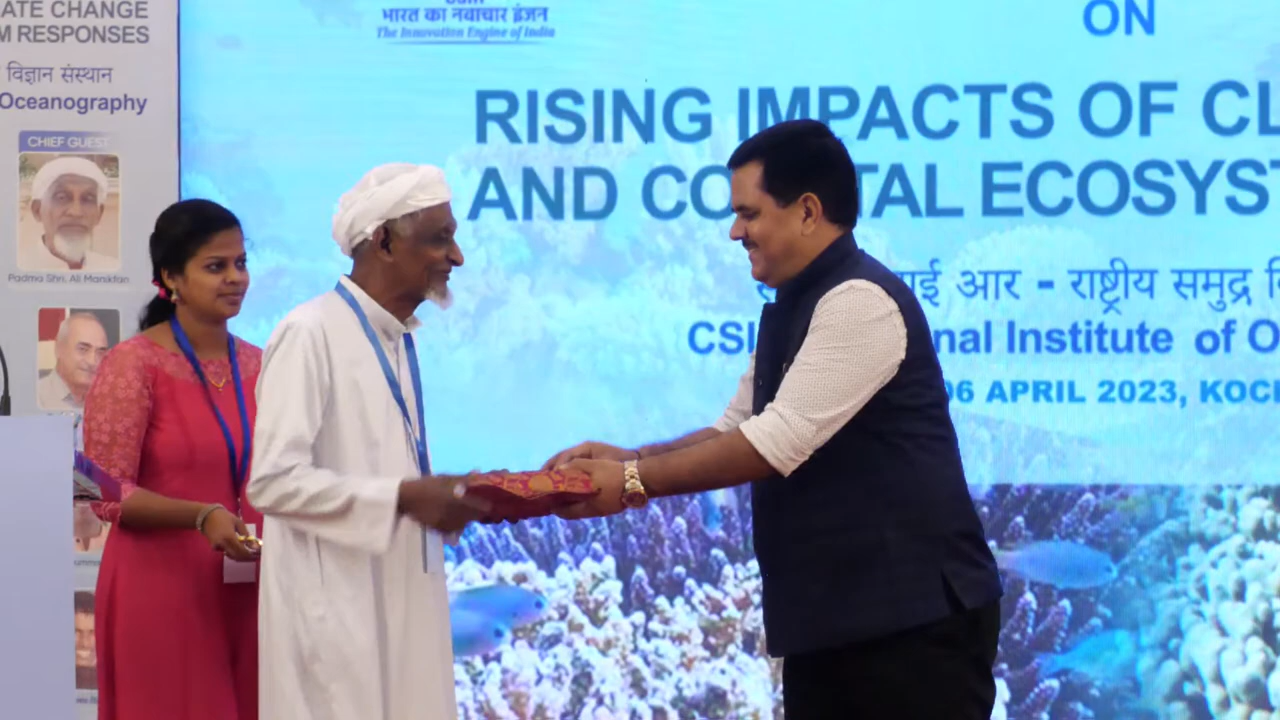 ATE CHANGE
M RESPONSES
विज्ञान संस्थान
Oceanography
CHIEF GUEST
Padma Shri. Ali Manikfan
भारत का नवाचार इंजन
The Innovation Engine of India
ON
RISING IMPACTS OF CL
AND CO TAL ECOSYST
ई आर - राष्ट्रीय समुद्र
CSI nal Institute of O
06 APRIL 2023, KOC